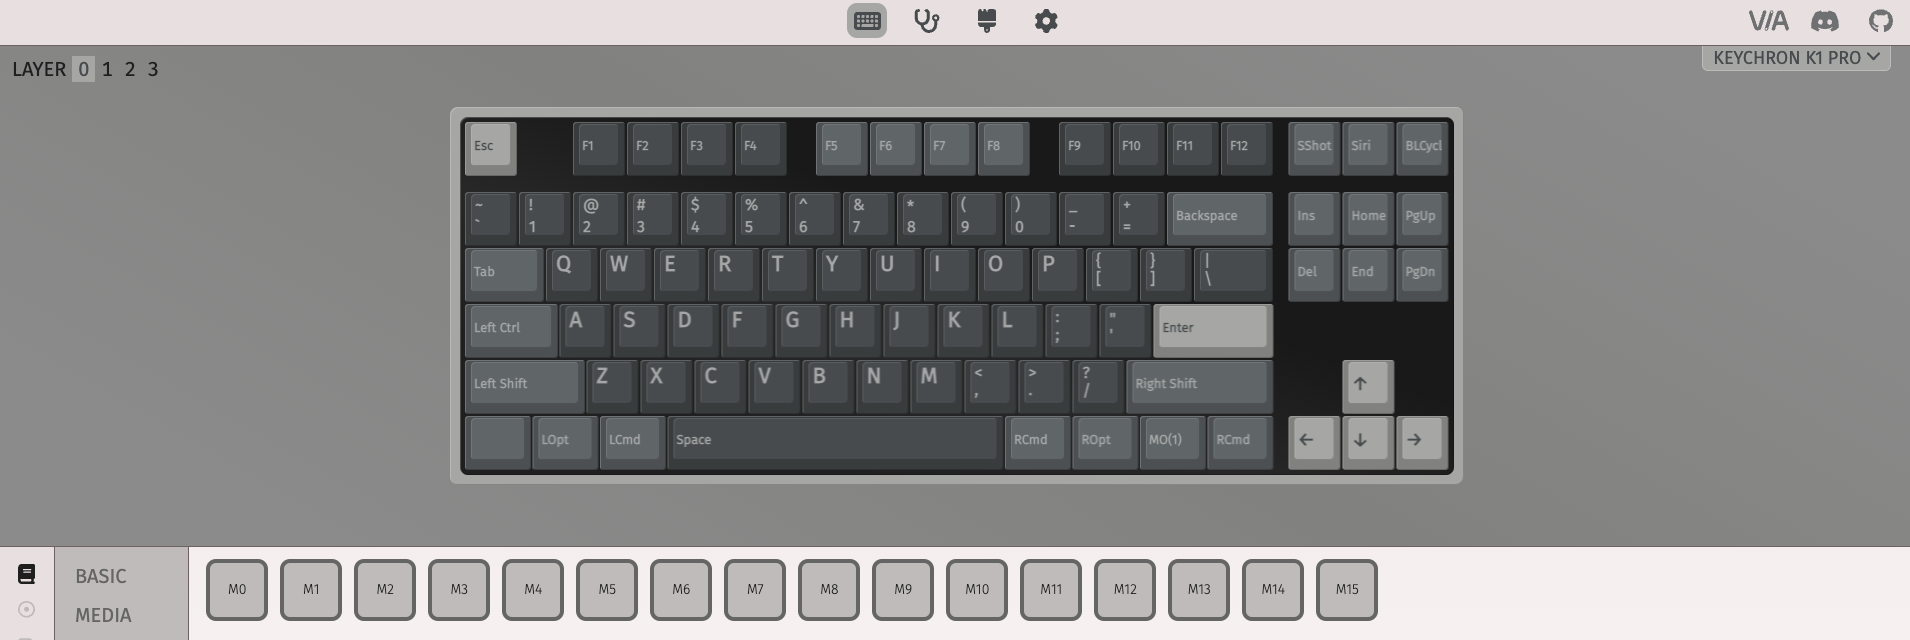 VIA
LAYER 0 1 2 3
KEYCHRON K1 PRO
Esc F1 F2 F3 F4 F5 F6 F7 F8 F9 F10 F11 F12 SShot Siri BLCycl
~ ! @ # $ % ^ & * ( ) _ +
` 1 2 3 4 5 6 7 8 9 0 - = Backspace Ins Home PgUp
Tab Q W E R T Y U I O P { } |
[ ] \ Del End PgDn
Left Ctrl A S D F G H J K L : "
; ' Enter
Left Shift Z X C V B N M < > ?
, . / Right Shift ↑
LOpt LCmd Space RCmd ROpt MO(1) RCmd ← ↓ →
BASIC
MEDIA
M0 M1 M2 M3 M4 M5 M6 M7 M8 M9 M10 M11 M12 M13 M14 M15